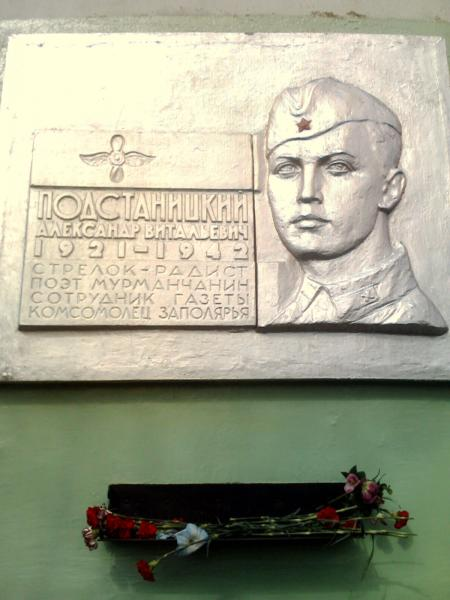 ПОДСТАНИЦКИЙ
АЛЕКСАНДР ВИТАЛЬЕВИЧ
1921-1942
СТРЕЛОК-РАДИСТ
ПОЭТ МУРМАНЧАНИН
СОТРУДНИК ГАЗЕТЫ
КОМСОМОЛЕЦ ЗАПОЛЯРЬЯ